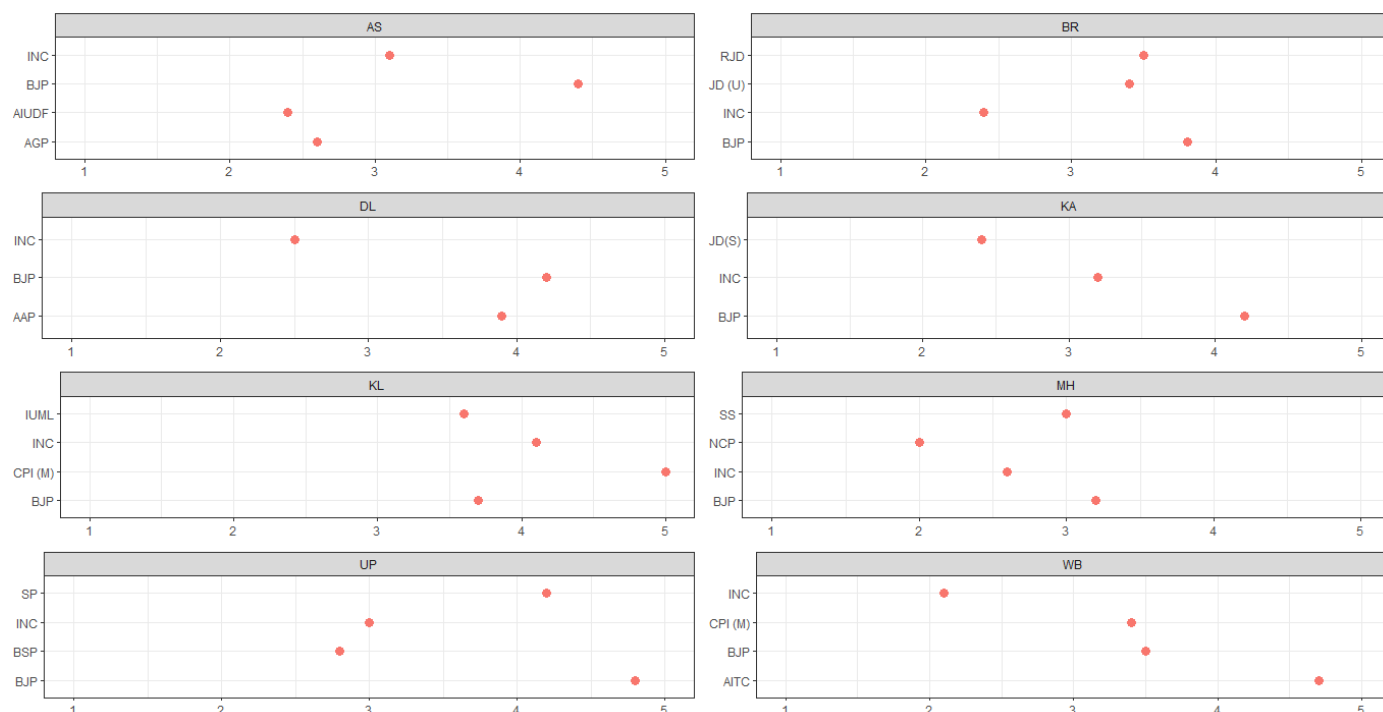 AS
INC
BJP
AIUDF
AGP
1 2 3 4 5
BR
RJD
JD (U)
INC
BJP
1 2 3 4 5
DL
INC
BJP
AAP
1 2 3 4 5
KA
JD(S)
INC
BJP
1 2 3 4 5
KL
IUML
INC
CPI (M)
BJP
1 2 3 4 5
MH
SS
NCP
INC
BJP
1 2 3 4 5
UP
SP
INC
BSP
BJP
1 2 3 4 5
WB
INC
CPI (M)
BJP
AITC
1 2 3 4 5